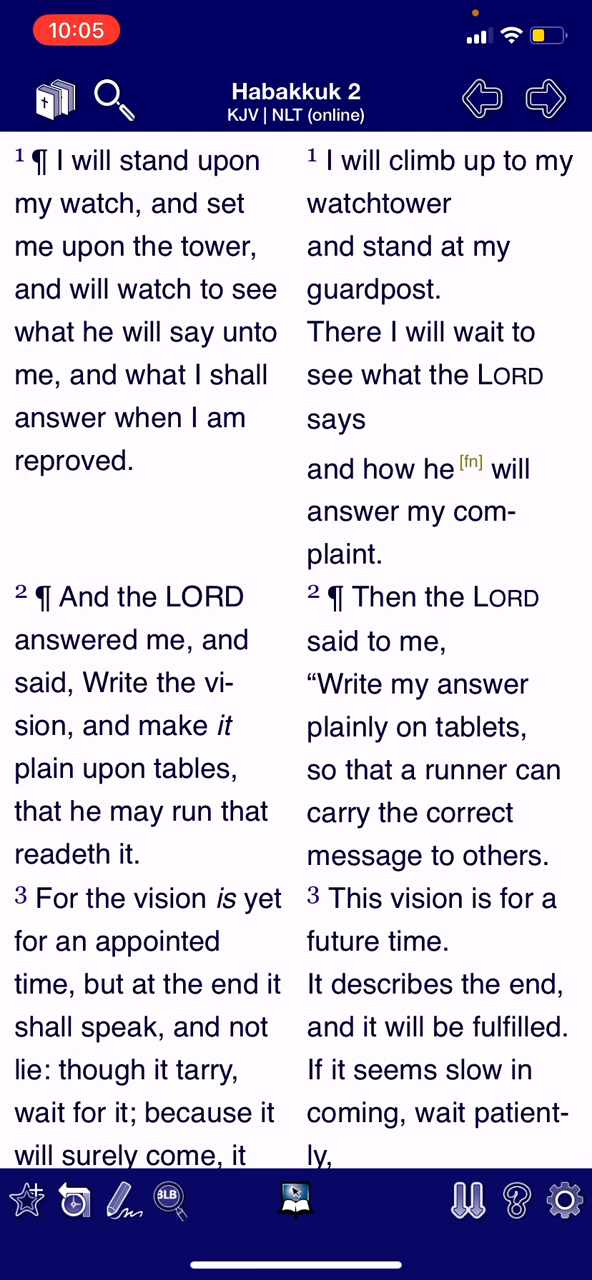 10:05
Habakkuk 2
KJV | NLT (online)
1 ¶ I will stand upon
my watch, and set
me upon the tower,
and will watch to see
what he will say unto
me, and what I shall
answer when I am
reproved.
2 ¶ And the LORD
answered me, and
said, Write the vi-
sion, and make it
plain upon tables,
that he may run that
readeth it.
3 For the vision is yet
for an appointed
time, but at the end it
shall speak, and not
lie: though it tarry,
wait for it; because it
will surely come, it
1 I will climb up to my
watchtower
and stand at my
guardpost.
There I will wait to
see what the LORD
says
and how he [fn] will
answer my com-
plaint.
2 ¶ Then the LORD
said to me,
“Write my answer
plainly on tablets,
so that a runner can
carry the correct
message to others.
3 This vision is for a
future time.
It describes the end,
and it will be fulfilled.
If it seems slow in
coming, wait patient-
ly,
BLB